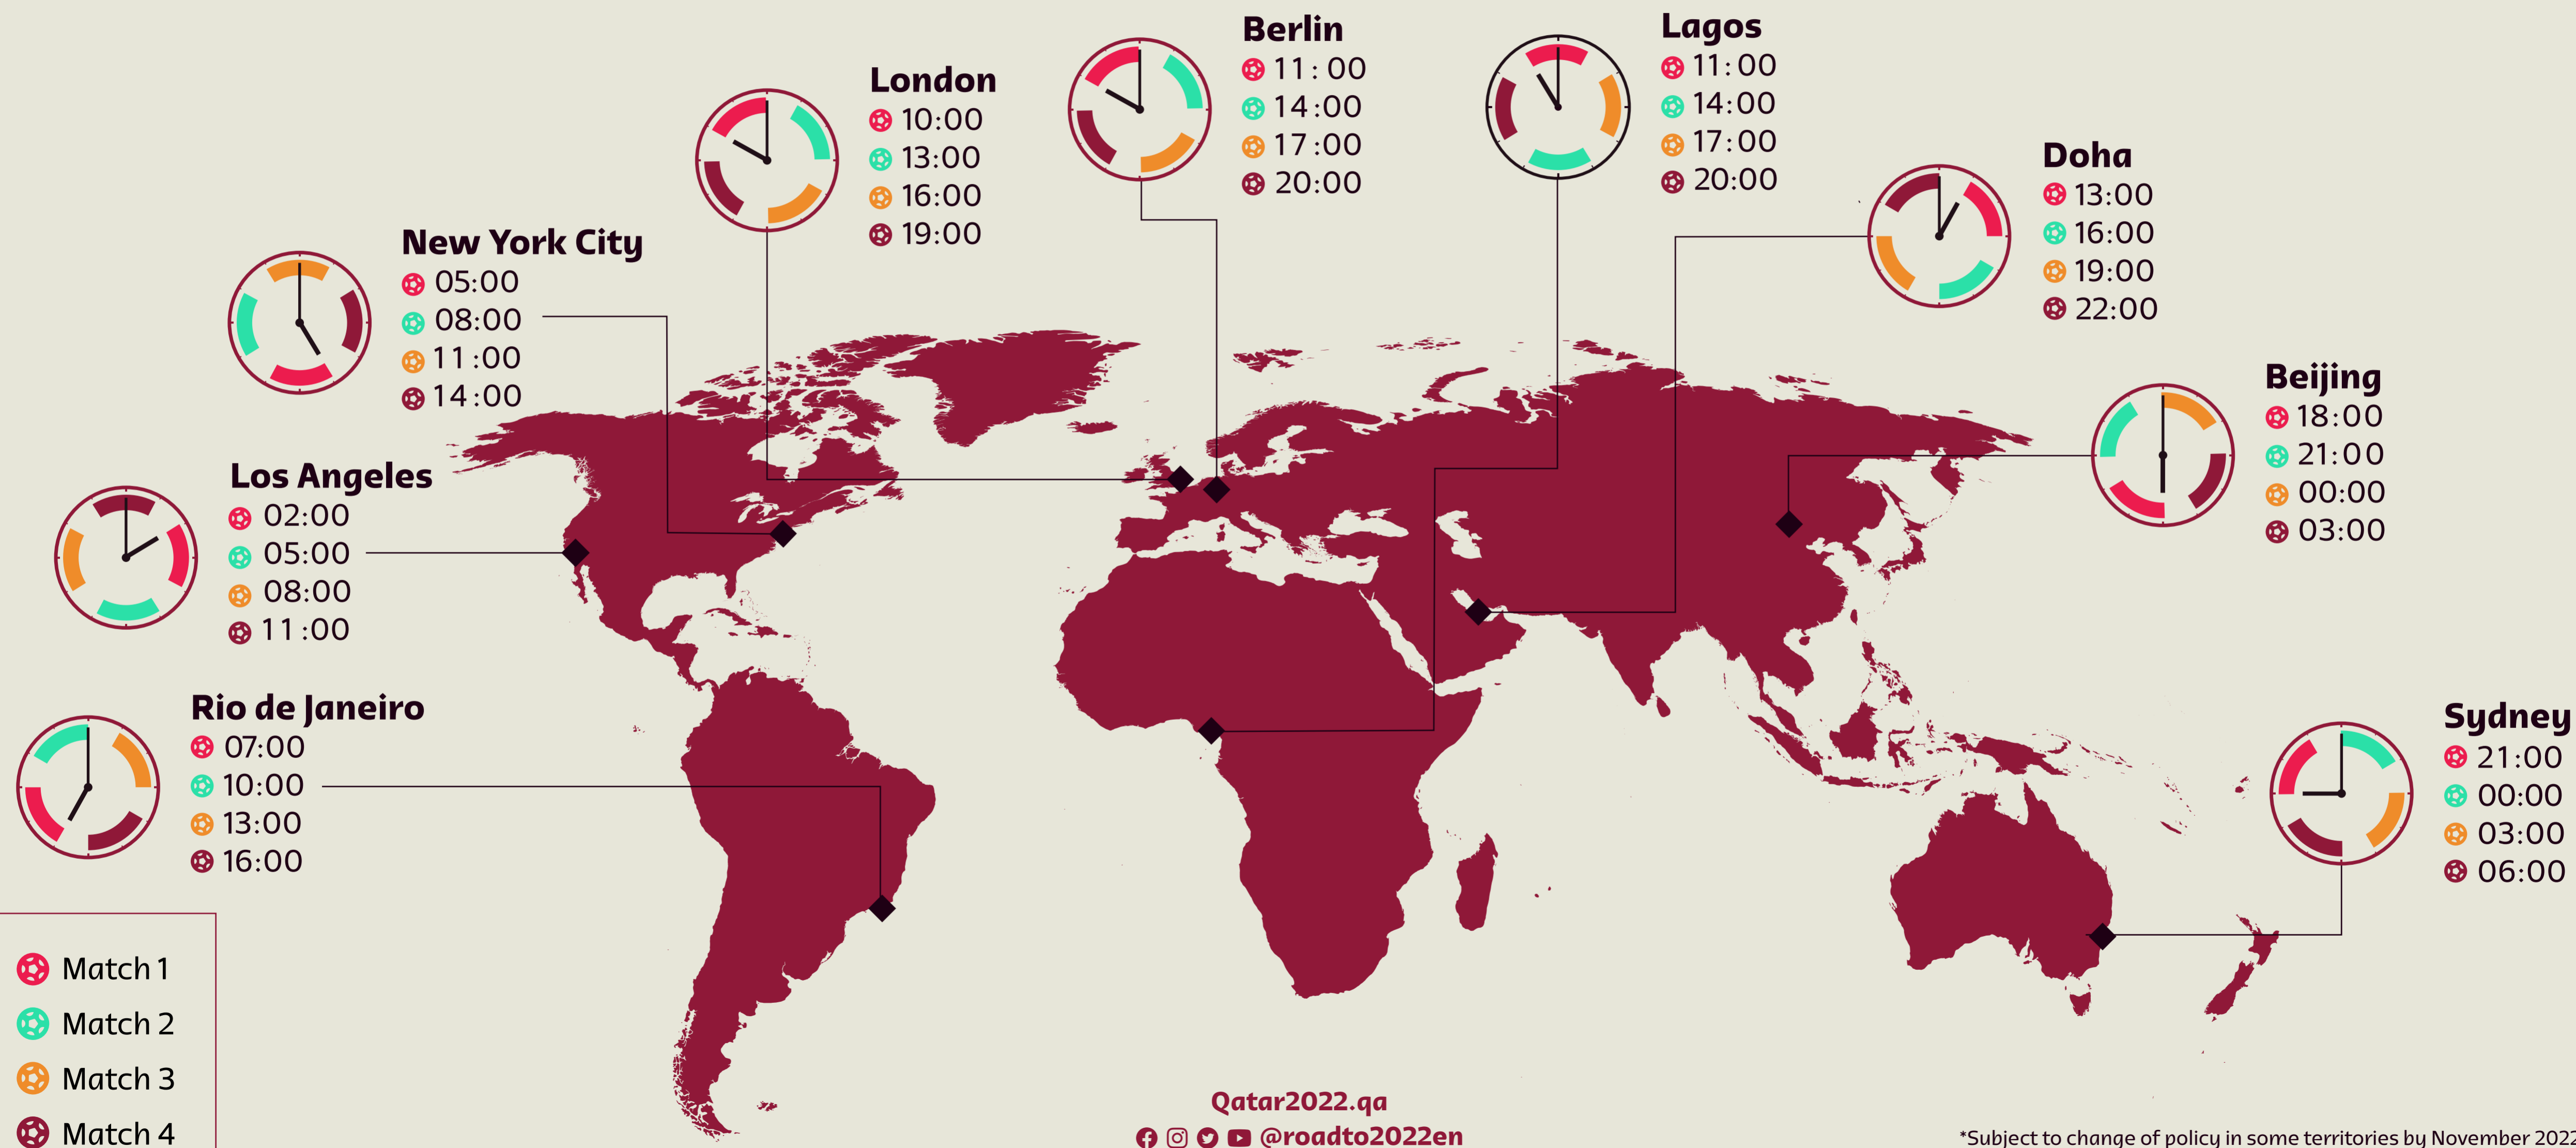 Berlin
11: 00
14:00
17:00
20:00
Lagos
11:00
14:00
17:00
20:00
London
10:00
13:00
16:00
19:00
Doha
13:00
16:00
19:00
22:00
New York City
05:00
08:00
11:00
14:00
Beijing
18:00
21:00
00:00
03:00
Los Angeles
02:00
05:00
08:00
11:00
Rio de Janeiro
07:00
10:00
13:00
16:00
Sydney
21:00
00:00
03:00
06:00
Match 1
Match 2
Match 3
Match 4
Qatar2022.qa
@roadto2022en
*Subject to change of policy in some territories by November 2022